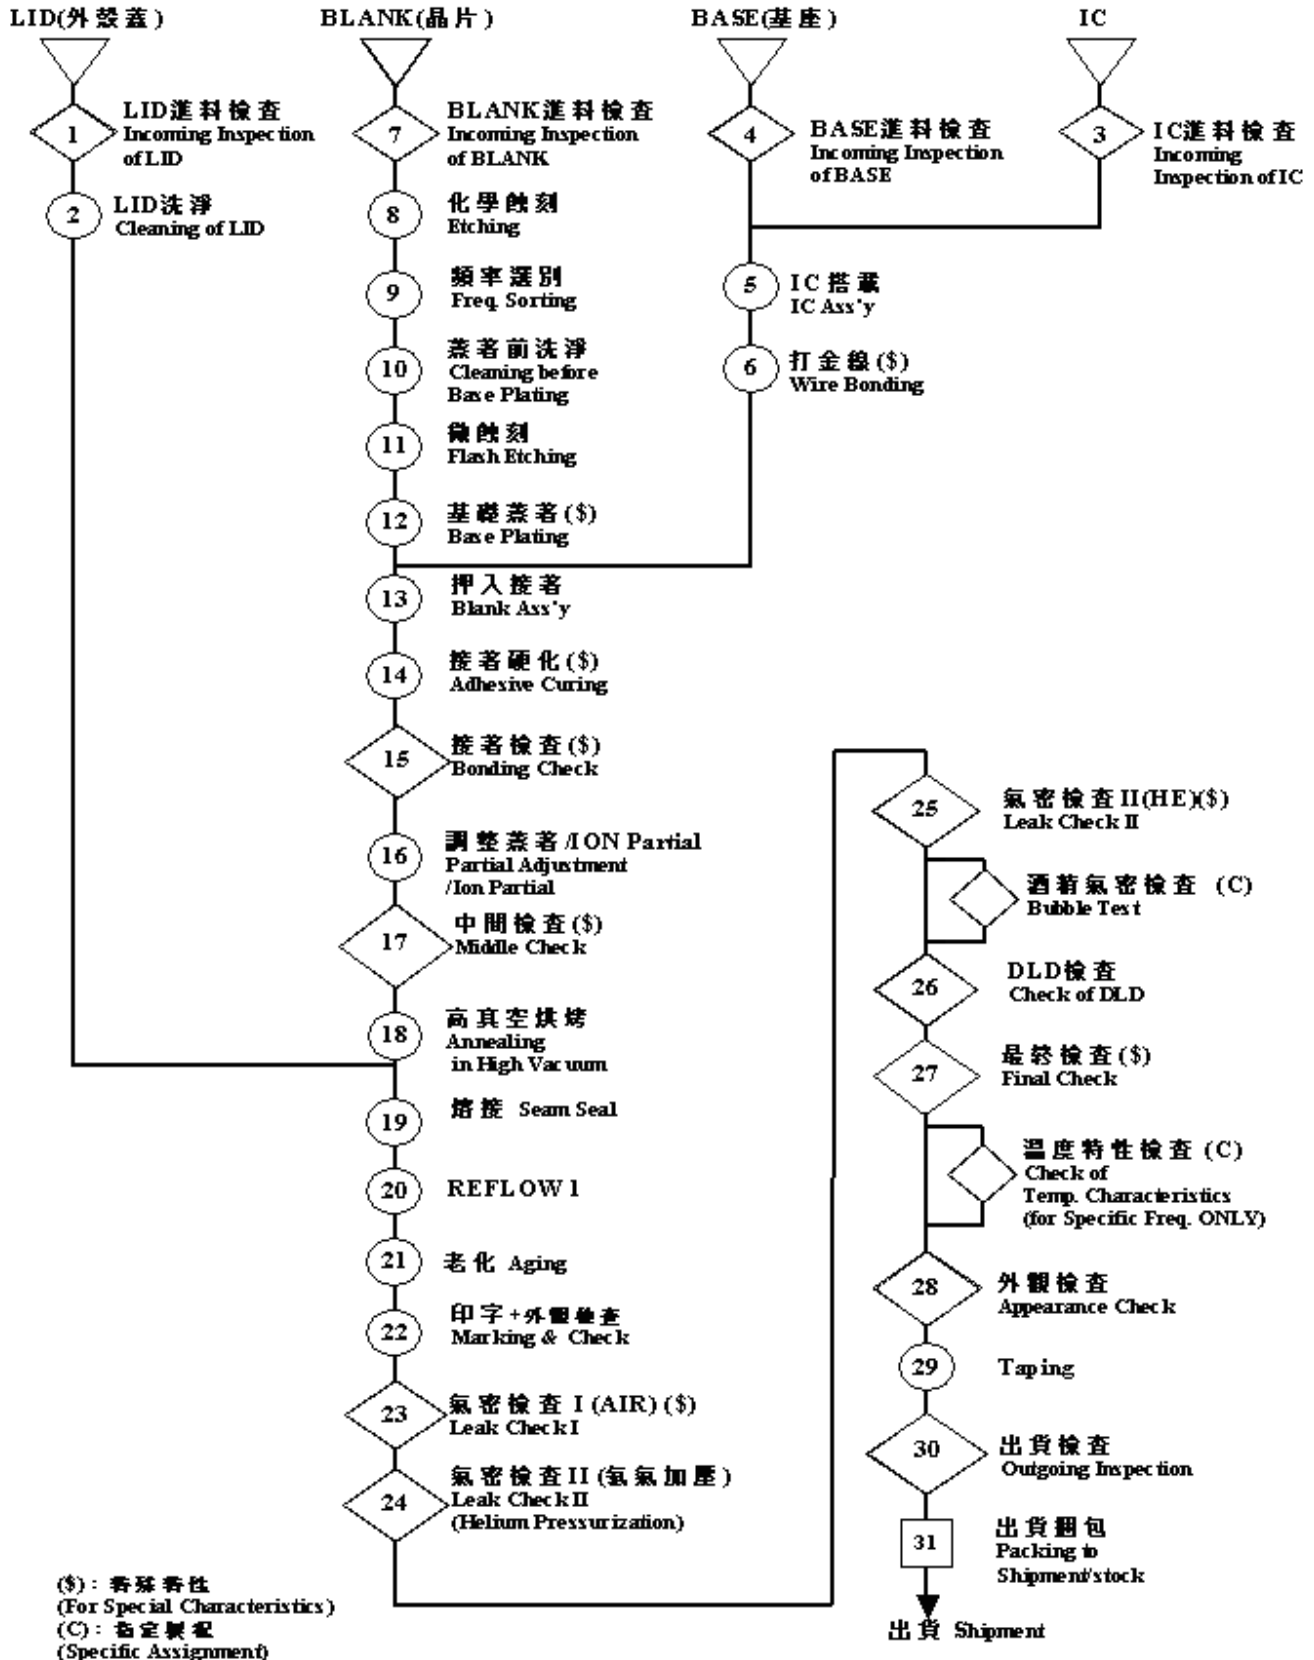 LID(外殼蓋)
BLANK(晶片)
BASE(基座)
IC
1
LID進料檢查
Incoming Inspection
of LID
7
BLANK進料檢查
Incoming Inspection
of BLANK
4
BASE進料檢查
Incoming Inspection
of BASE
3
IC進料檢查
Incoming
Inspection of IC
2
LID洗淨
Cleaning of LID
8
化學蝕刻
Etching
9
頻率選別
Freq. Sorting
10
蒸著前洗淨
Cleaning before
Base Plating
11
微蝕刻
Flash Etching
12
基礎蒸著($)
Base Plating
5
IC搭載
IC Ass'y
6
打金線($)
Wire Bonding
13
押入接著
Blank Ass'y
14
接著硬化($)
Adhesive Curing
15
接著檢查($)
Bonding Check
16
調整蒸著/ION Partial
Partial Adjustment
/Ion Partial
17
中間檢查($)
Middle Check
18
高真空烘烤
Annealing
in High Vacuum
19
熔接 Seam Seal
20
REFLOW 1
21
老化 Aging
22
印字+外觀檢查
Marking & Check
23
氣密檢查 I (AIR) ($)
Leak Check I
24
氣密檢查II (氦氣加壓)
Leak Check II
(Helium Pressurization)
25
氣密檢查II(HE)($)
Leak Check II
酒精氣密檢查 (C)
Bubble Test
26
DLD檢查
Check of DLD
27
最終檢查($)
Final Check
溫度特性檢查 (C)
Check of
Temp. Characteristics
(for Specific Freq. ONLY)
28
外觀檢查
Appearance Check
29
Taping
30
出貨檢查
Outgoing Inspection
31
出貨捆包
Packing to
Shipment/stock
出貨 Shipment
($): 特殊特性
(For Special Characteristics)
(C): 指定製程
(Specific Assignment)